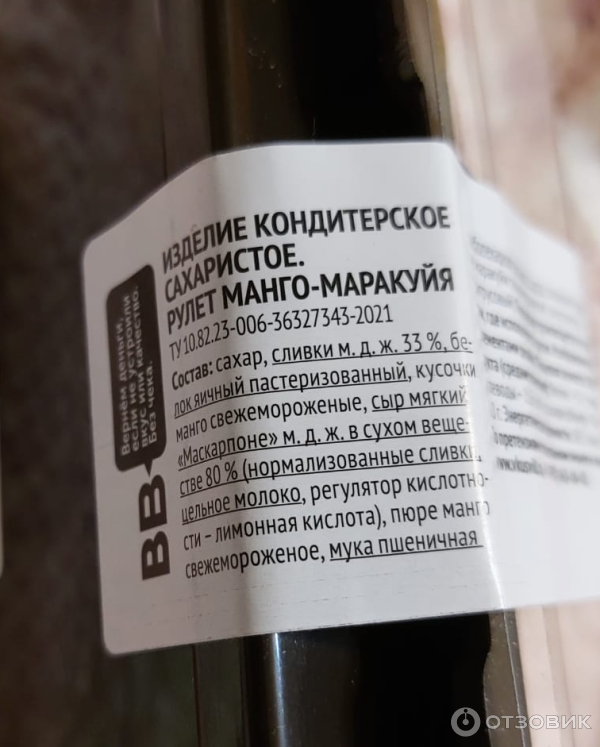 ИЗДЕЛИЕ КОНДИТЕРСКОЕ
САХАРИСТОЕ.
РУЛЕТ МАНГО-МАРАКУЙЯ
ТУ 10.82.23-006-36327343-2021
Состав: сахар, сливки м. д. ж. 33 %, бе-
лок яичный пастеризованный, кусочки
манго свежемороженые, сыр мягкий
«Маскарпоне» м. д. ж. в сухом веще-
стве 80 % (нормализованные сливки,
цельное молоко, регулятор кислотно-
сти – лимонная кислота), пюре манго
свежемороженое, мука пшеничная
Вернём деньги,
если не устроили
вкус или качество.
Без чека.
ВВ
ОТЗОВИК